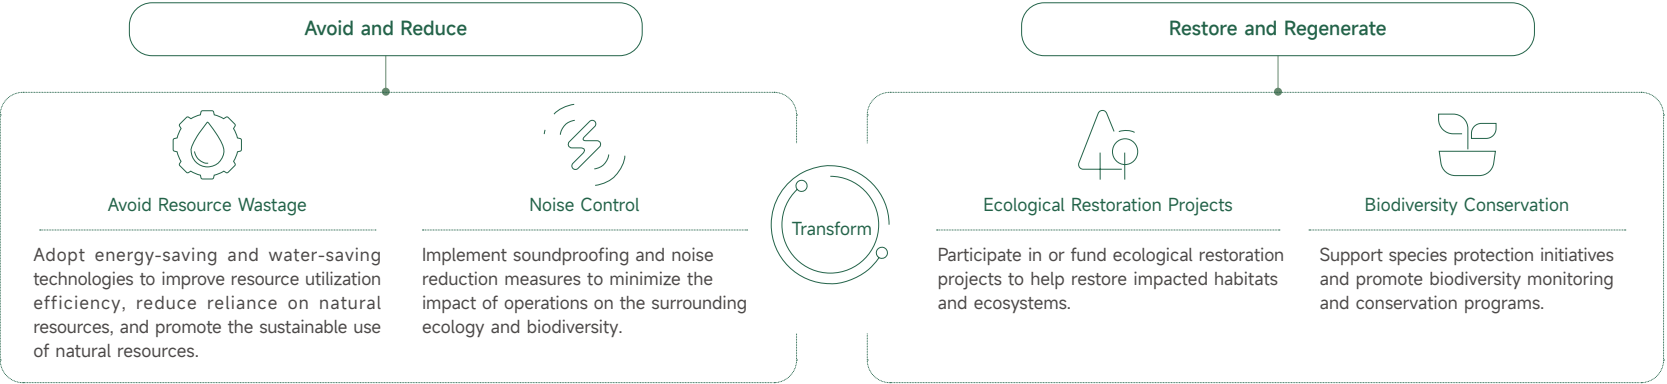 Avoid and Reduce
Restore and Regenerate
Avoid Resource Wastage
Adopt energy-saving and water-saving
technologies to improve resource utilization
efficiency, reduce reliance on natural
resources, and promote the sustainable use
of natural resources.
Noise Control
Implement soundproofing and noise
reduction measures to minimize the
impact of operations on the surrounding
ecology and biodiversity.
Transform
Ecological Restoration Projects
Participate in or fund ecological restoration
projects to help restore impacted habitats
and ecosystems.
Biodiversity Conservation
Support species protection initiatives
and promote biodiversity monitoring
and conservation programs.